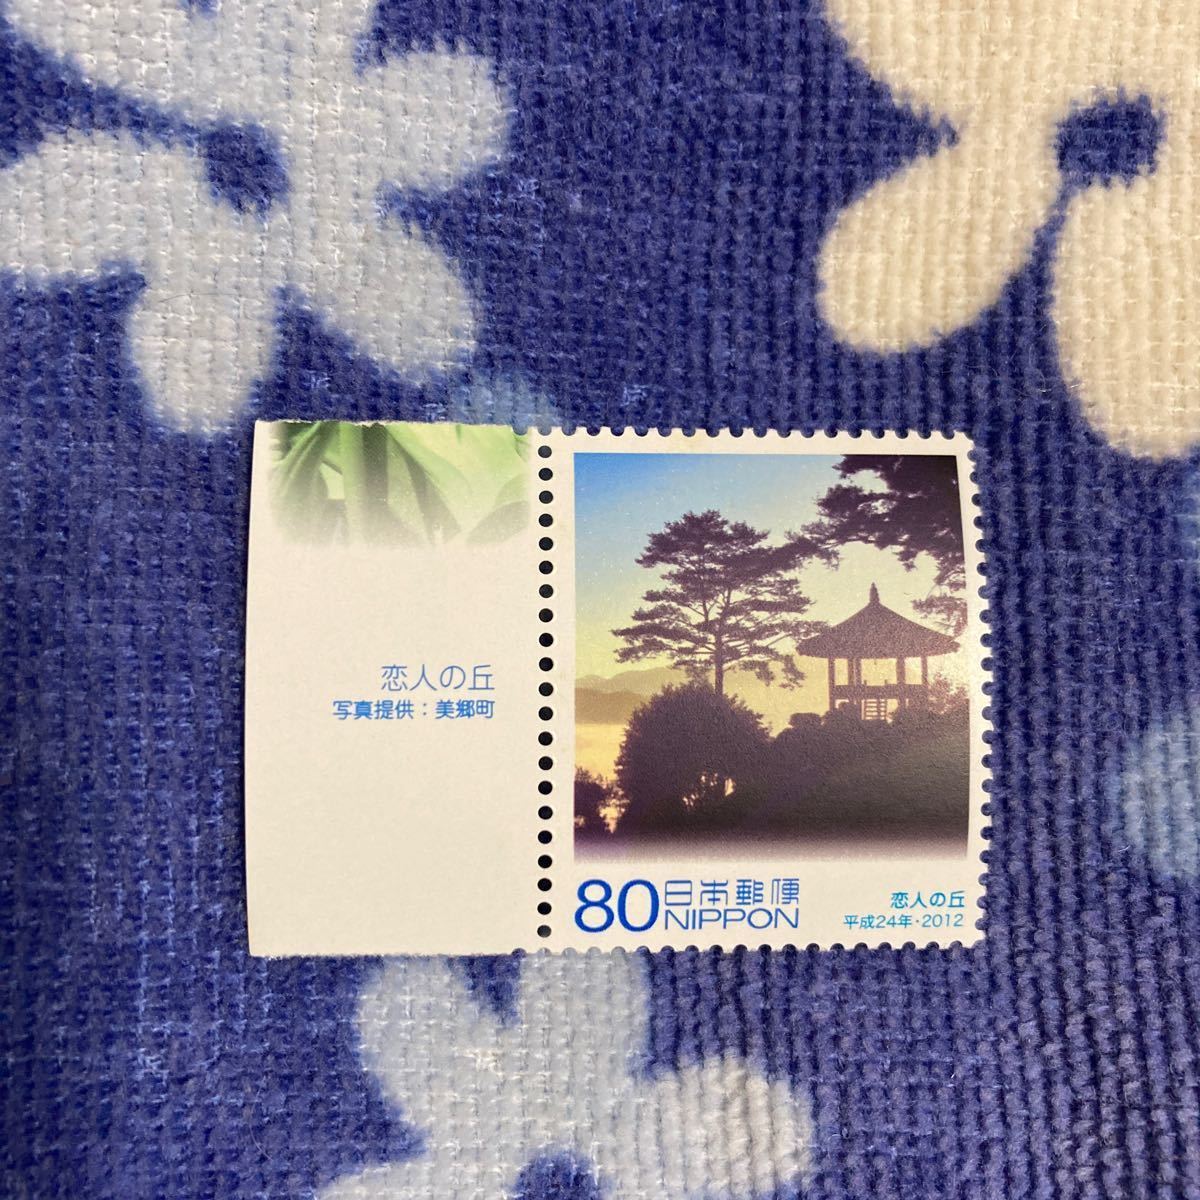 恋人の丘
写真提供：美郷町
80日本郵便
NIPPON
恋人の丘
平成24年・2012